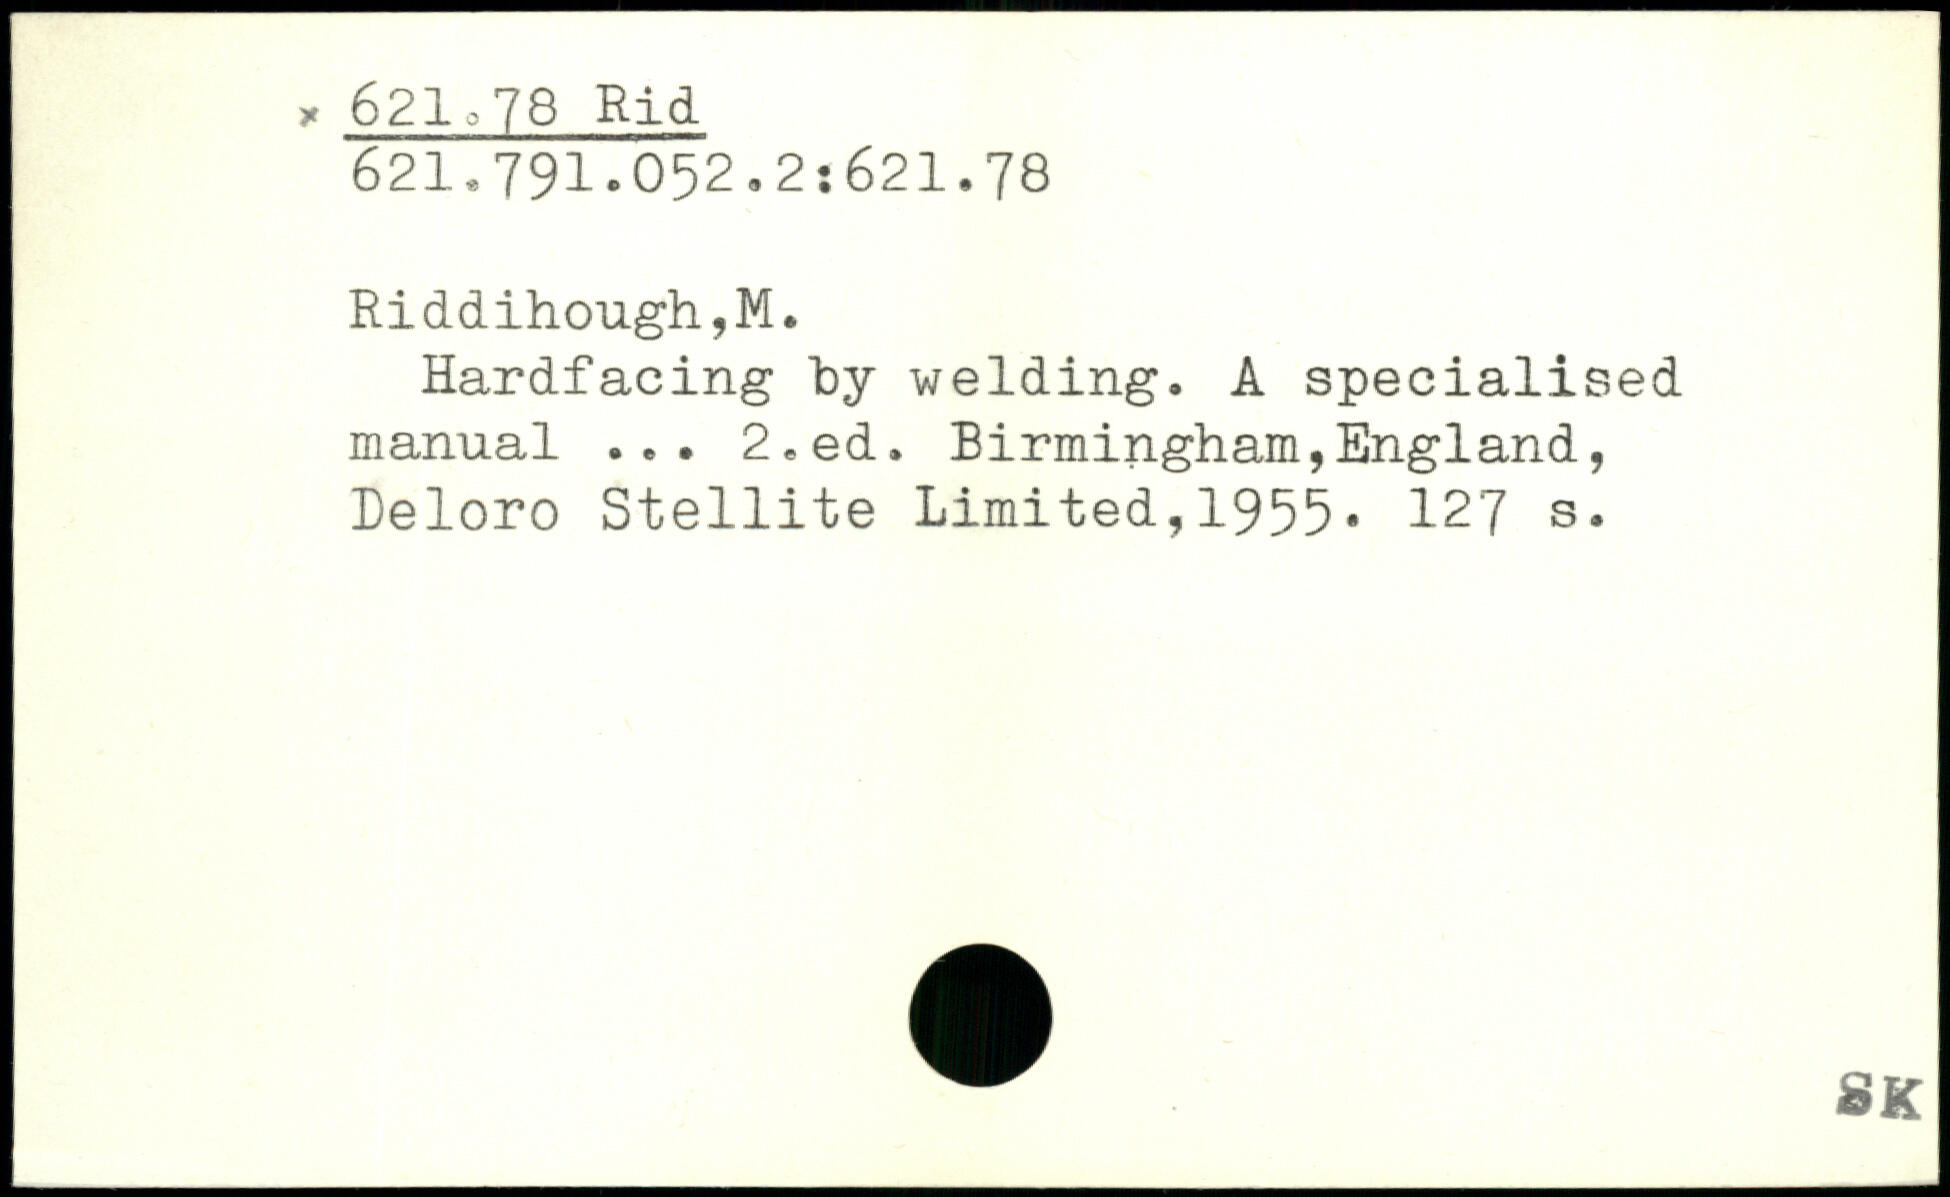 x 621.78 Rid
621.791.052.2:621.78
Riddihough,M.
Hardfacing by welding. A specialised
manual ... 2.ed. Birmingham,England,
Deloro Stellite Limited,1955. 127 s.
SK